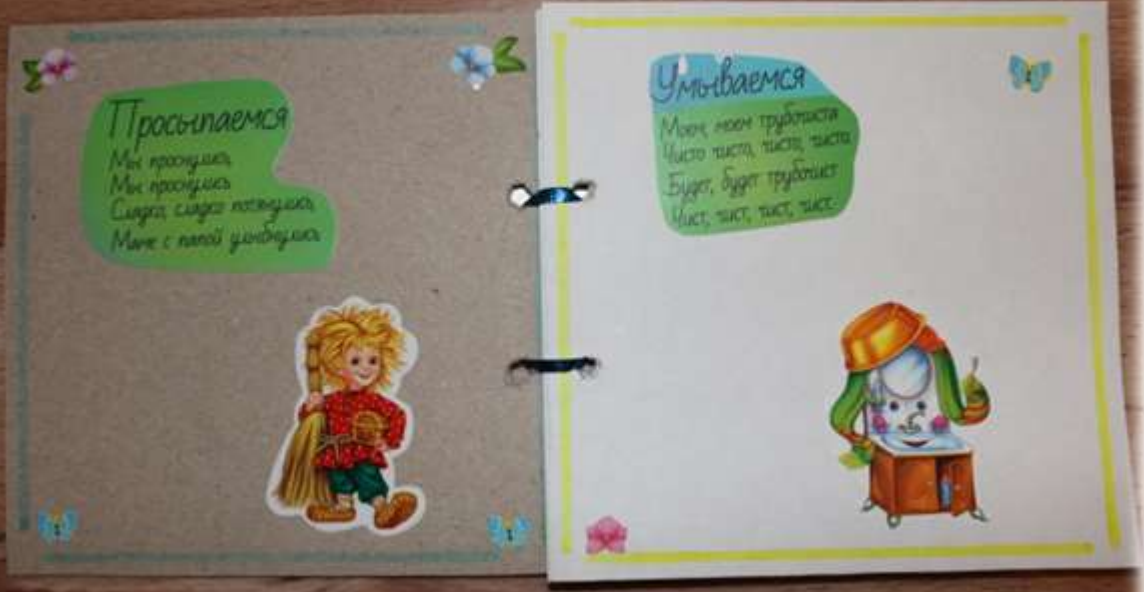 Просыпаемся
Мы проснулись,
Мы проснулись.
Сладко, сладко потянулись,
Маме с папой улыбнулись.
Умываемся
Моем, моем трубочиста
Чисто чисто, чисто, чисто.
Будет, будет трубочист
Чист, чист, чист, чист.